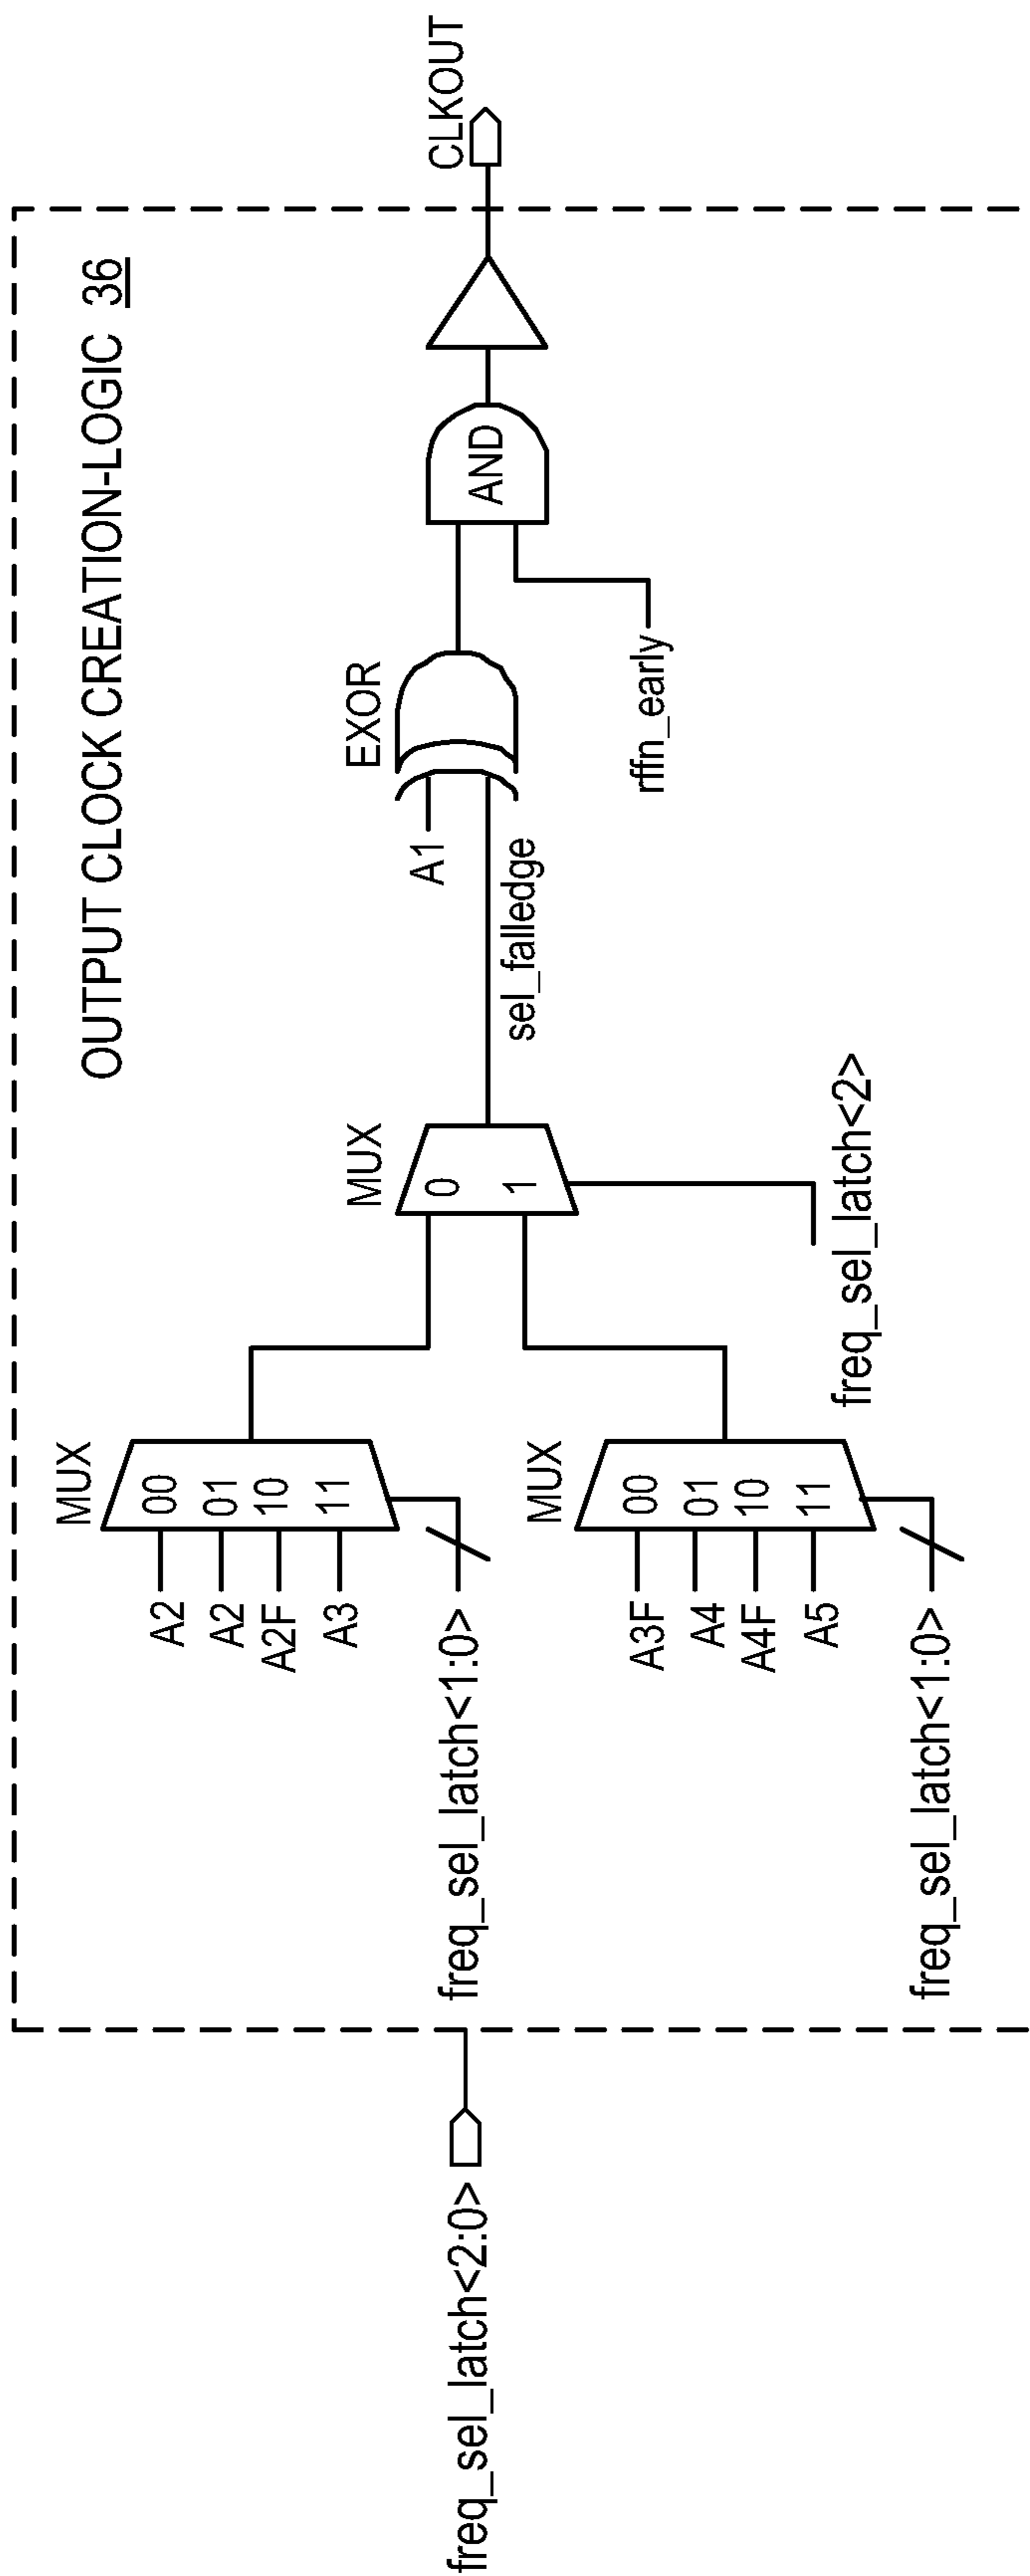 OUTPUT CLOCK CREATION-LOGIC 36
freq_sel_latch<2:0>
MUX
A2
00
A2
01
A2F
10
A3
11
freq_sel_latch<1:0>
MUX
A3F
00
A4
01
A4F
10
A5
11
freq_sel_latch<1:0>
MUX
0
1
freq_sel_latch<2>
sel_falledge
A1
EXOR
rffn_early
AND
CLKOUT